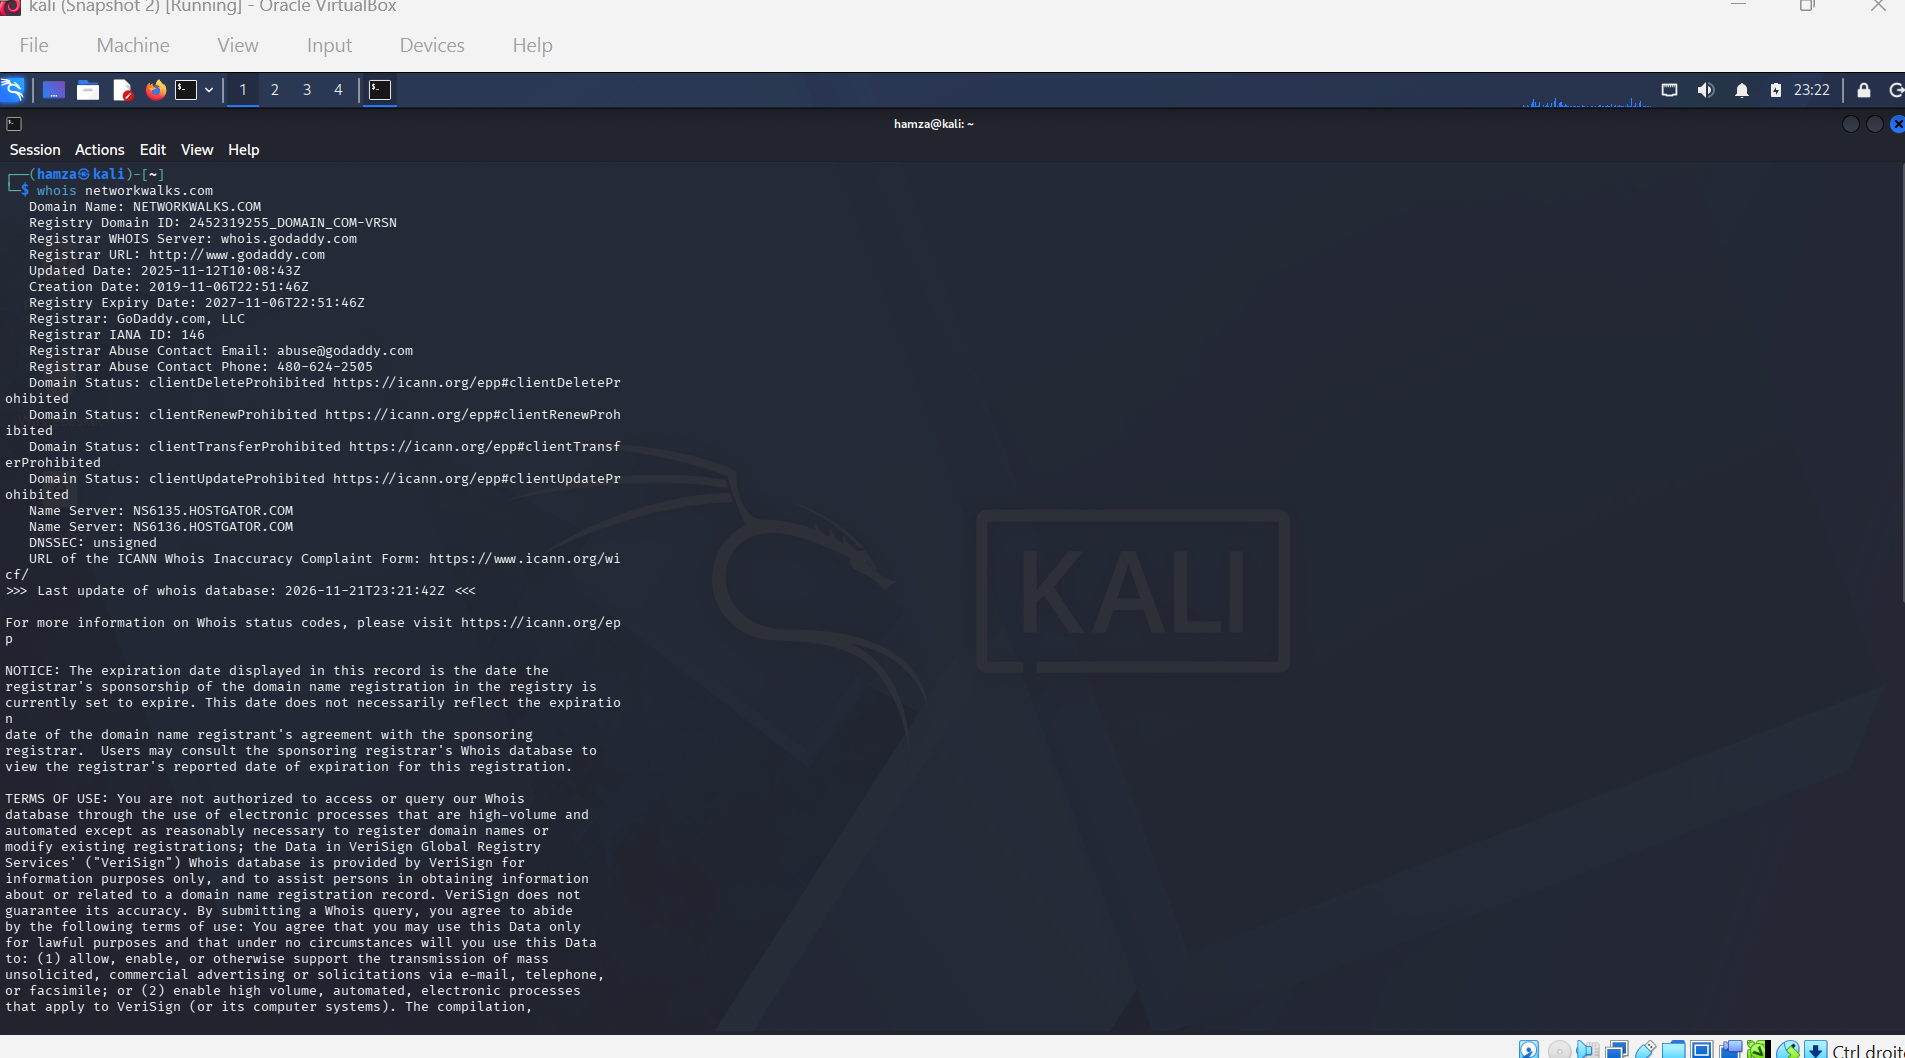 kali (Snapshot 2) [Running] - Oracle VirtualBox
File Machine View Input Devices Help
1 2 3 4 23:22
hamza@kali: ~
Session Actions Edit View Help
┌──(hamza㉿kali)-[~]
└─$ whois networkwalks.com
Domain Name: NETWORKWALKS.COM
Registry Domain ID: 2452319255_DOMAIN_COM-VRSN
Registrar WHOIS Server: whois.godaddy.com
Registrar URL: http://www.godaddy.com
Updated Date: 2025-11-12T10:08:43Z
Creation Date: 2019-11-06T22:51:46Z
Registry Expiry Date: 2027-11-06T22:51:46Z
Registrar: GoDaddy.com, LLC
Registrar IANA ID: 146
Registrar Abuse Contact Email: abuse@godaddy.com
Registrar Abuse Contact Phone: 480-624-2505
Domain Status: clientDeleteProhibited https://icann.org/epp#clientDeletePr
ohibited
Domain Status: clientRenewProhibited https://icann.org/epp#clientRenewProh
ibited
Domain Status: clientTransferProhibited https://icann.org/epp#clientTransf
erProhibited
Domain Status: clientUpdateProhibited https://icann.org/epp#clientUpdatePr
ohibited
Name Server: NS6135.HOSTGATOR.COM
Name Server: NS6136.HOSTGATOR.COM
DNSSEC: unsigned
URL of the ICANN Whois Inaccuracy Complaint Form: https://www.icann.org/wi
cf/
>>> Last update of whois database: 2026-11-21T23:21:42Z <<<
For more information on Whois status codes, please visit https://icann.org/ep
p
NOTICE: The expiration date displayed in this record is the date the
registrar's sponsorship of the domain name registration in the registry is
currently set to expire. This date does not necessarily reflect the expiratio
n
date of the domain name registrant's agreement with the sponsoring
registrar.  Users may consult the sponsoring registrar's Whois database to
view the registrar's reported date of expiration for this registration.
TERMS OF USE: You are not authorized to access or query our Whois
database through the use of electronic processes that are high-volume and
automated except as reasonably necessary to register domain names or
modify existing registrations; the Data in VeriSign Global Registry
Services' ("VeriSign") Whois database is provided by VeriSign for
information purposes only, and to assist persons in obtaining information
about or related to a domain name registration record. VeriSign does not
guarantee its accuracy. By submitting a Whois query, you agree to abide
by the following terms of use: You agree that you may use this Data only
for lawful purposes and that under no circumstances will you use this Data
to: (1) allow, enable, or otherwise support the transmission of mass
unsolicited, commercial advertising or solicitations via e-mail, telephone,
or facsimile; or (2) enable high volume, automated, electronic processes
that apply to VeriSign (or its computer systems). The compilation,
KALI
Ctrl droite